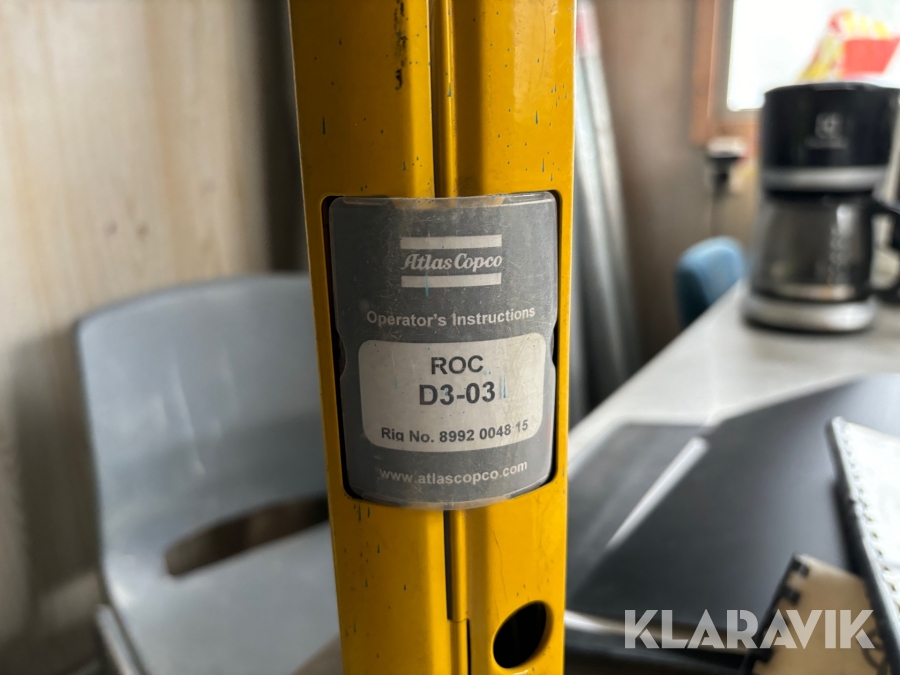 Atlas Copco
Operator's Instructions
ROC
D3-03
Rig No. 8992 0048 15
www.atlascopco.com
KLARAVIK